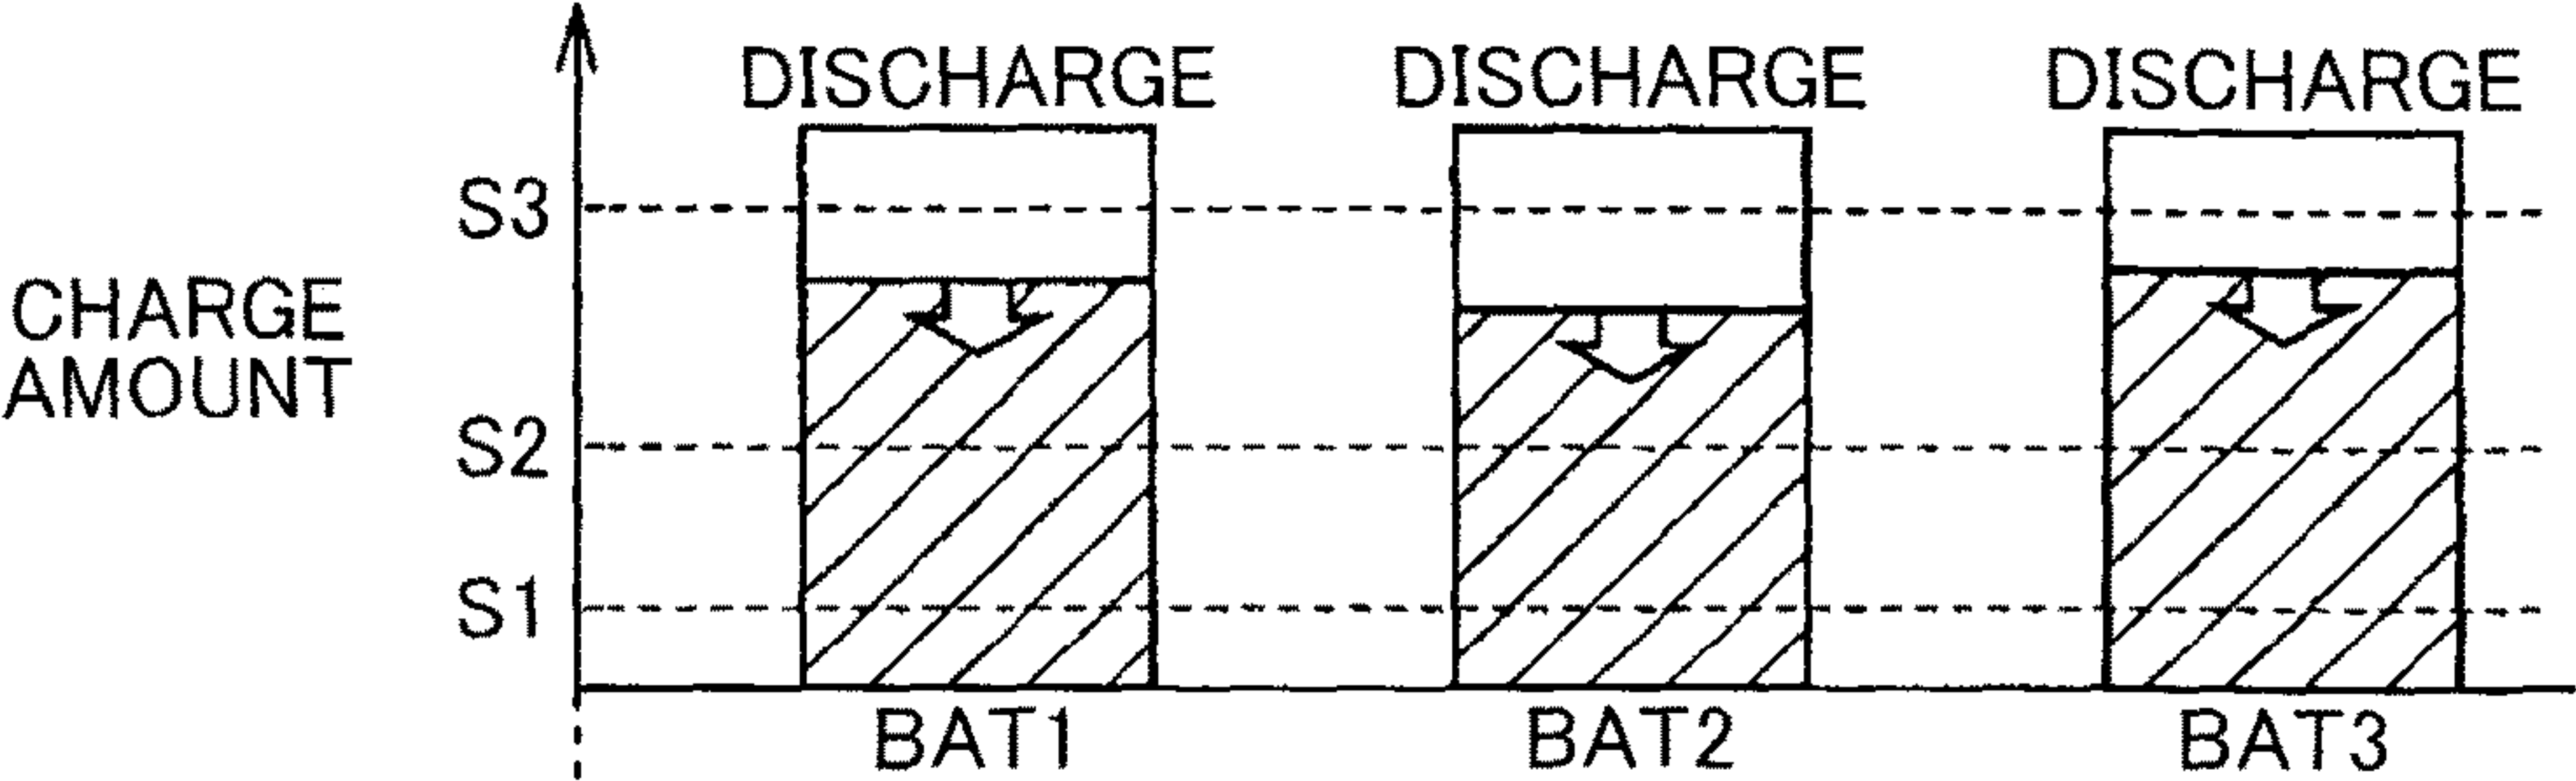 DISCHARGE DISCHARGE DISCHARGE
S3
CHARGE
AMOUNT
S2
S1
BAT1 BAT2 BAT3